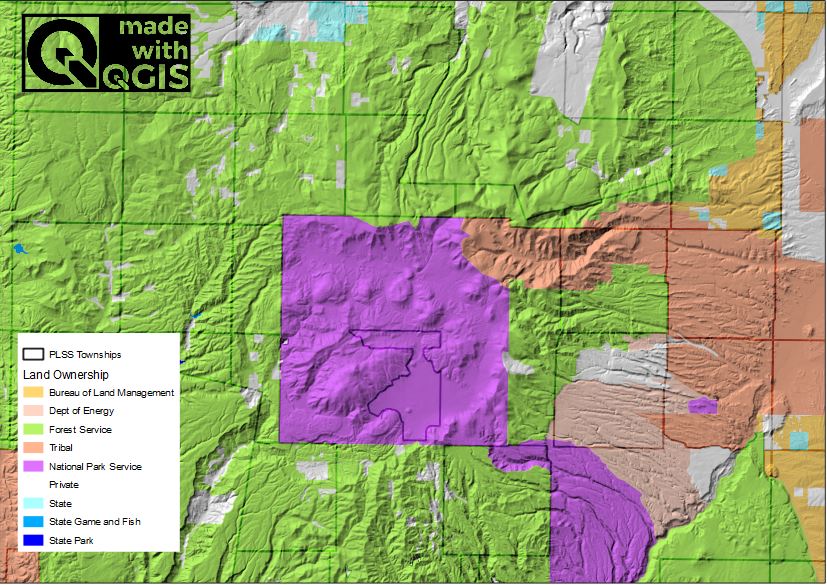 made
with
QGIS
PLSS Townships
Land Ownership
Bureau of Land Management
Dept of Energy
Forest Service
Tribal
National Park Service
Private
State
State Game and Fish
State Park